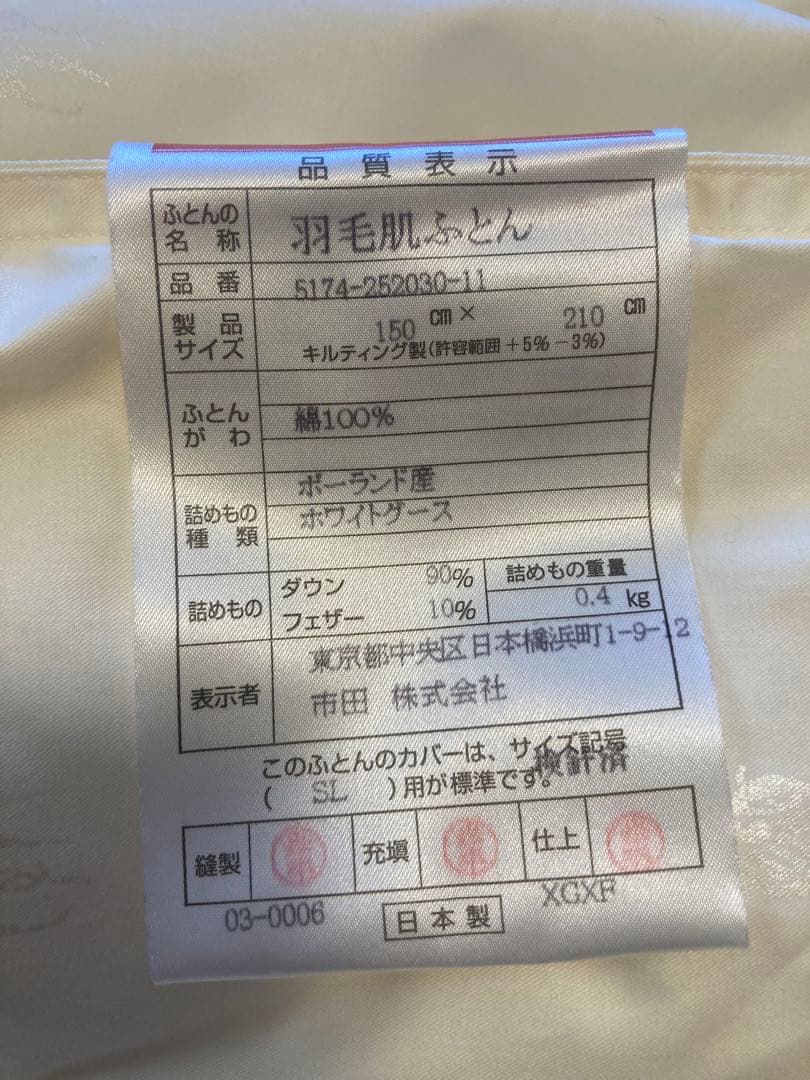 品質表示
ふとんの
名称
羽毛肌ふとん
品番
5174-252030-11
製品
サイズ
150 cm × 210 cm
キルティング製(許容範囲+5%-3%)
ふとん
がわ
綿100%
詰めもの
種類
ポーランド産
ホワイトグース
詰めもの
ダウン 90%
フェザー 10%
詰めもの重量
0.4 kg
表示者
東京都中央区日本橋浜町1-9-12
市田 株式会社
このふとんのカバーは、サイズ記号
( SL )用が標準です。
検針済
縫製
充填
仕上
03-0006
日本製
XGXF